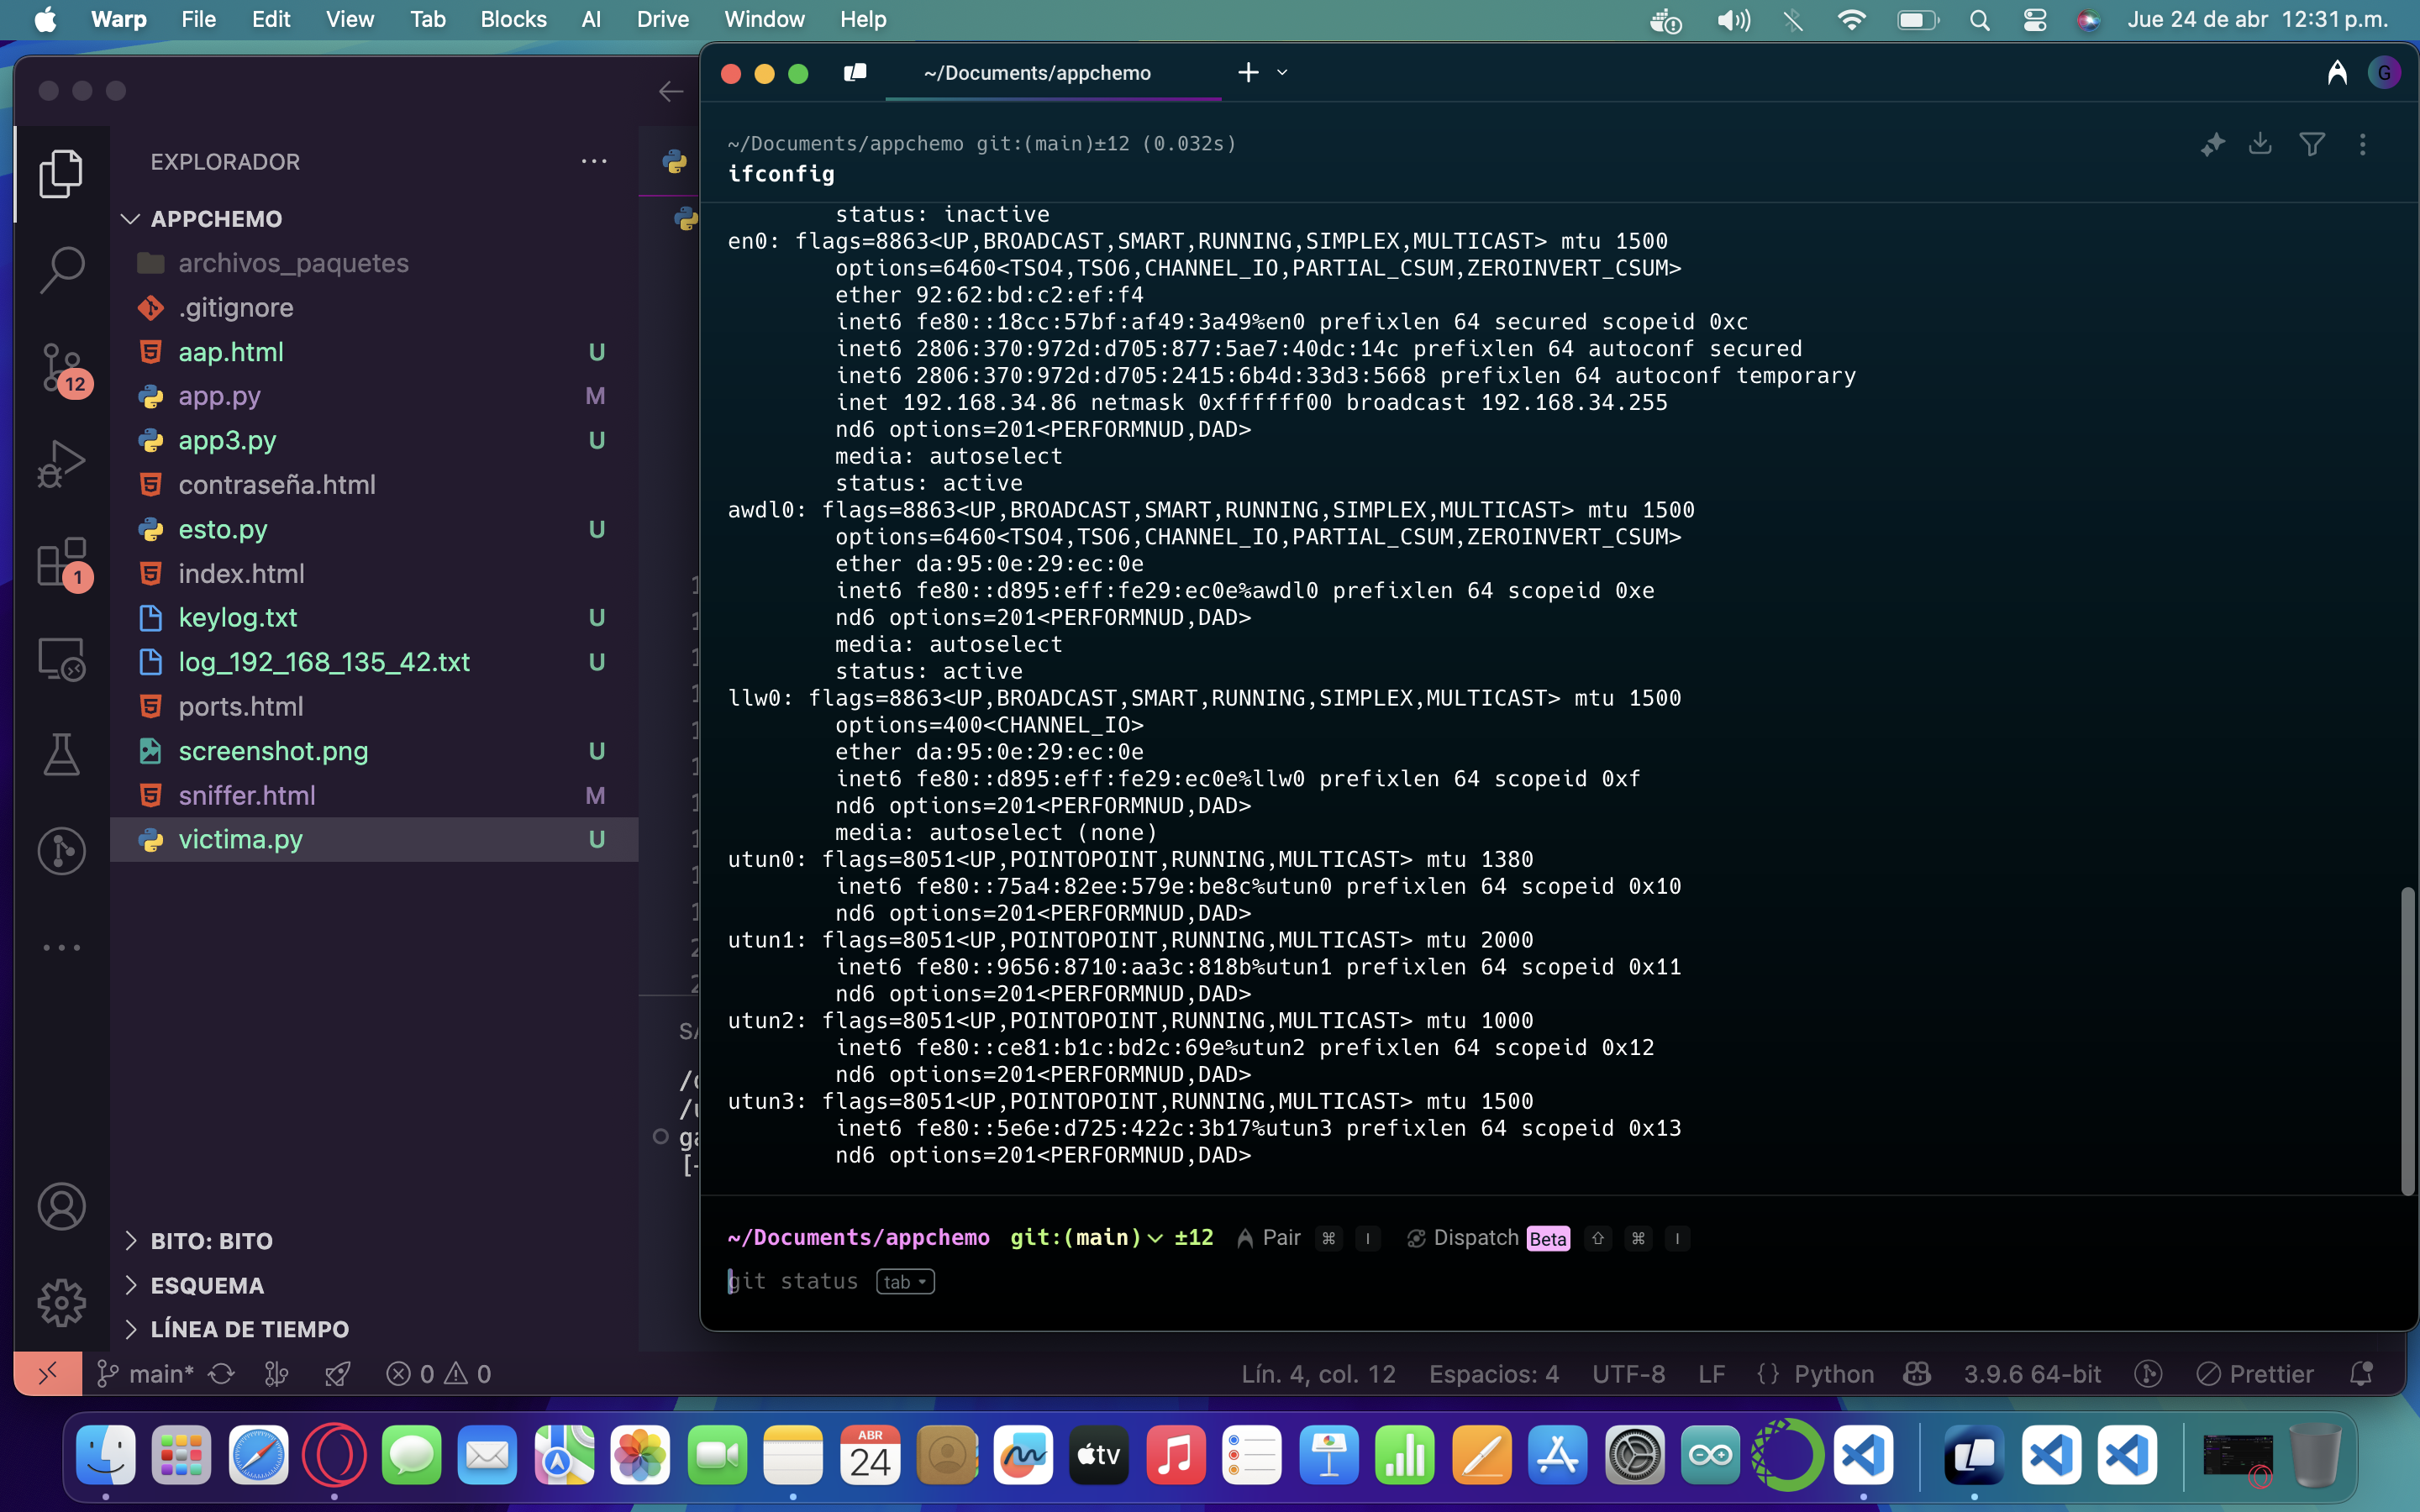 Warp File Edit View Tab Blocks AI Drive Window Help Jue 24 de abr 12:31 p.m.
~/Documents/appchemo
G
EXPLORADOR
APPCHEMO
archivos_paquetes
.gitignore
aap.html U
app.py M
app3.py U
contraseña.html
esto.py U
index.html
keylog.txt U
log_192_168_135_42.txt U
ports.html
screenshot.png U
sniffer.html M
victima.py U
12
1
BITO: BITO
ESQUEMA
LÍNEA DE TIEMPO
~/Documents/appchemo git:(main)±12 (0.032s)
ifconfig
status: inactive
en0: flags=8863<UP,BROADCAST,SMART,RUNNING,SIMPLEX,MULTICAST> mtu 1500
options=6460<TSO4,TSO6,CHANNEL_IO,PARTIAL_CSUM,ZEROINVERT_CSUM>
ether 92:62:bd:c2:ef:f4
inet6 fe80::18cc:57bf:af49:3a49%en0 prefixlen 64 secured scopeid 0xc
inet6 2806:370:972d:d705:877:5ae7:40dc:14c prefixlen 64 autoconf secured
inet6 2806:370:972d:d705:2415:6b4d:33d3:5668 prefixlen 64 autoconf temporary
inet 192.168.34.86 netmask 0xffffff00 broadcast 192.168.34.255
nd6 options=201<PERFORMNUD,DAD>
media: autoselect
status: active
awdl0: flags=8863<UP,BROADCAST,SMART,RUNNING,SIMPLEX,MULTICAST> mtu 1500
options=6460<TSO4,TSO6,CHANNEL_IO,PARTIAL_CSUM,ZEROINVERT_CSUM>
ether da:95:0e:29:ec:0e
inet6 fe80::d895:eff:fe29:ec0e%awdl0 prefixlen 64 scopeid 0xe
nd6 options=201<PERFORMNUD,DAD>
media: autoselect
status: active
llw0: flags=8863<UP,BROADCAST,SMART,RUNNING,SIMPLEX,MULTICAST> mtu 1500
options=400<CHANNEL_IO>
ether da:95:0e:29:ec:0e
inet6 fe80::d895:eff:fe29:ec0e%llw0 prefixlen 64 scopeid 0xf
nd6 options=201<PERFORMNUD,DAD>
media: autoselect (none)
utun0: flags=8051<UP,POINTOPOINT,RUNNING,MULTICAST> mtu 1380
inet6 fe80::75a4:82ee:579e:be8c%utun0 prefixlen 64 scopeid 0x10
nd6 options=201<PERFORMNUD,DAD>
utun1: flags=8051<UP,POINTOPOINT,RUNNING,MULTICAST> mtu 2000
inet6 fe80::9656:8710:aa3c:818b%utun1 prefixlen 64 scopeid 0x11
nd6 options=201<PERFORMNUD,DAD>
utun2: flags=8051<UP,POINTOPOINT,RUNNING,MULTICAST> mtu 1000
inet6 fe80::ce81:b1c:bd2c:69e%utun2 prefixlen 64 scopeid 0x12
nd6 options=201<PERFORMNUD,DAD>
utun3: flags=8051<UP,POINTOPOINT,RUNNING,MULTICAST> mtu 1500
inet6 fe80::5e6e:d725:422c:3b17%utun3 prefixlen 64 scopeid 0x13
nd6 options=201<PERFORMNUD,DAD>
~/Documents/appchemo git:(main) ±12 Pair ⌘ I Dispatch Beta ⇧ ⌘ I
git status tab
main* 0 0 Lín. 4, col. 12 Espacios: 4 UTF-8 LF {} Python 3.9.6 64-bit Prettier
ABR
24
tv